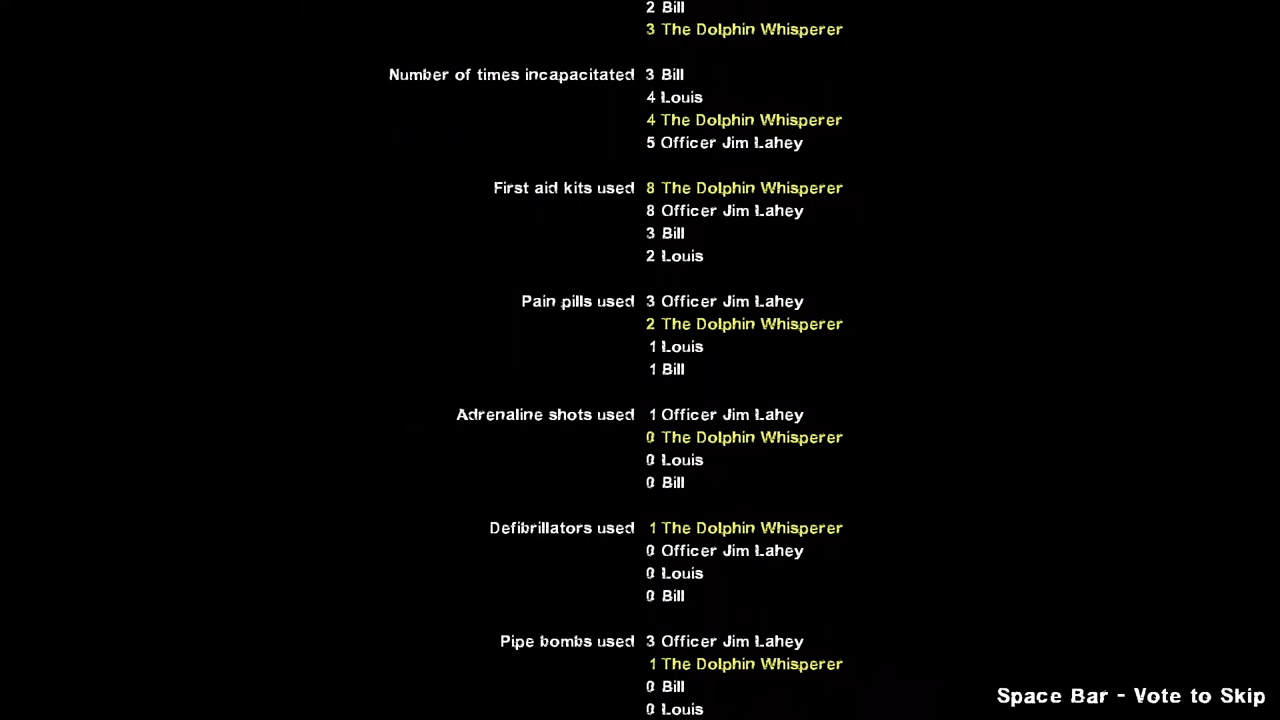 2 Bill
3 The Dolphin Whisperer
Number of times incapacitated 3 Bill
4 Louis
4 The Dolphin Whisperer
5 Officer Jim Lahey
First aid kits used 8 The Dolphin Whisperer
8 Officer Jim Lahey
3 Bill
2 Louis
Pain pills used 3 Officer Jim Lahey
2 The Dolphin Whisperer
1 Louis
1 Bill
Adrenaline shots used 1 Officer Jim Lahey
0 The Dolphin Whisperer
0 Louis
0 Bill
Defibrillators used 1 The Dolphin Whisperer
0 Officer Jim Lahey
0 Louis
0 Bill
Pipe bombs used 3 Officer Jim Lahey
1 The Dolphin Whisperer
0 Bill
0 Louis
Space Bar - Vote to Skip